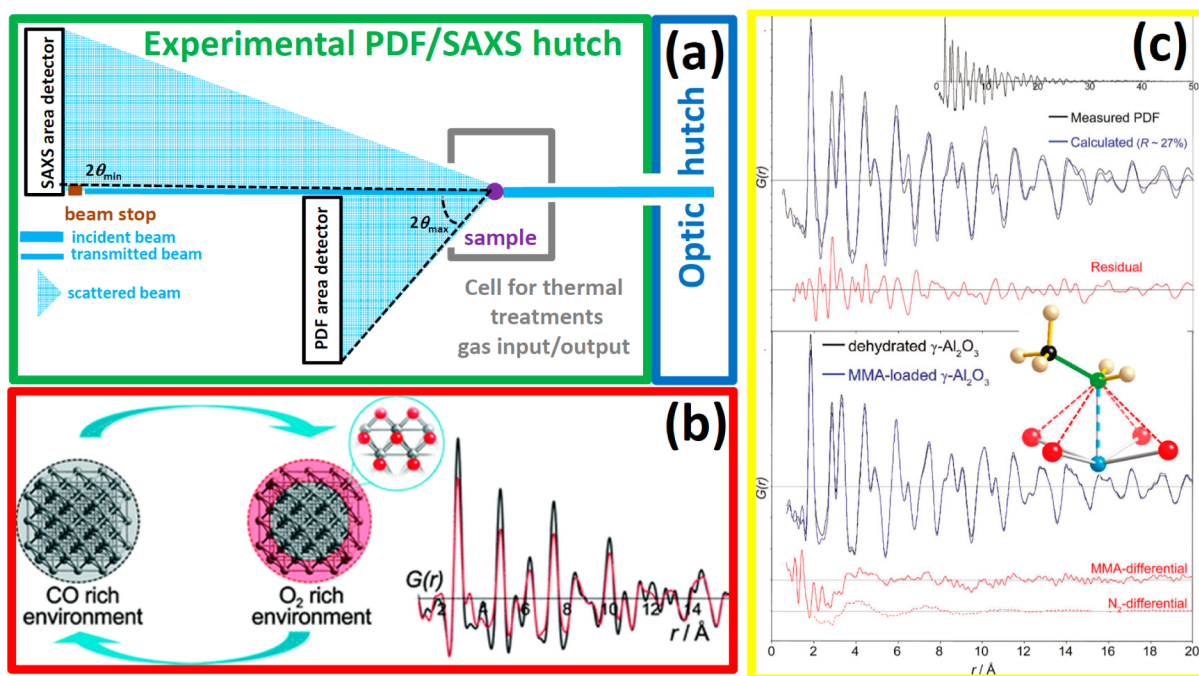 Experimental PDF/SAXS hutch
(a)
SAXS area detector
2θmin
beam stop
incident beam
transmitted beam
scattered beam
PDF area detector
2θmax
sample
Cell for thermal
treatments
gas input/output
Optic hutch
(b)
CO rich
environment
O2 rich
environment
G(r)
2 4 6 8 10 12 14
r / Å
(c)
0 10 20 30 40 50
Measured PDF
Calculated (R ~ 27%)
G(r)
Residual
dehydrated γ-Al2O3
MMA-loaded γ-Al2O3
G(r)
MMA-differential
N2-differential
0 2 4 6 8 10 12 14 16 18 20
r / Å